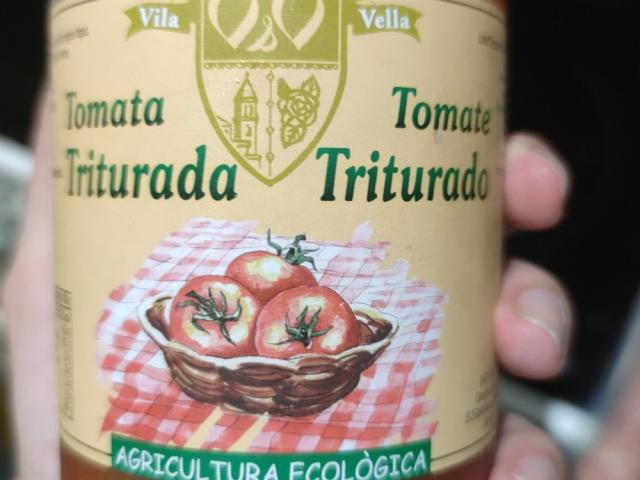 Vila Vella
Tomata Tomate
Triturada Triturado
AGRICULTURA ECOLÒGICA